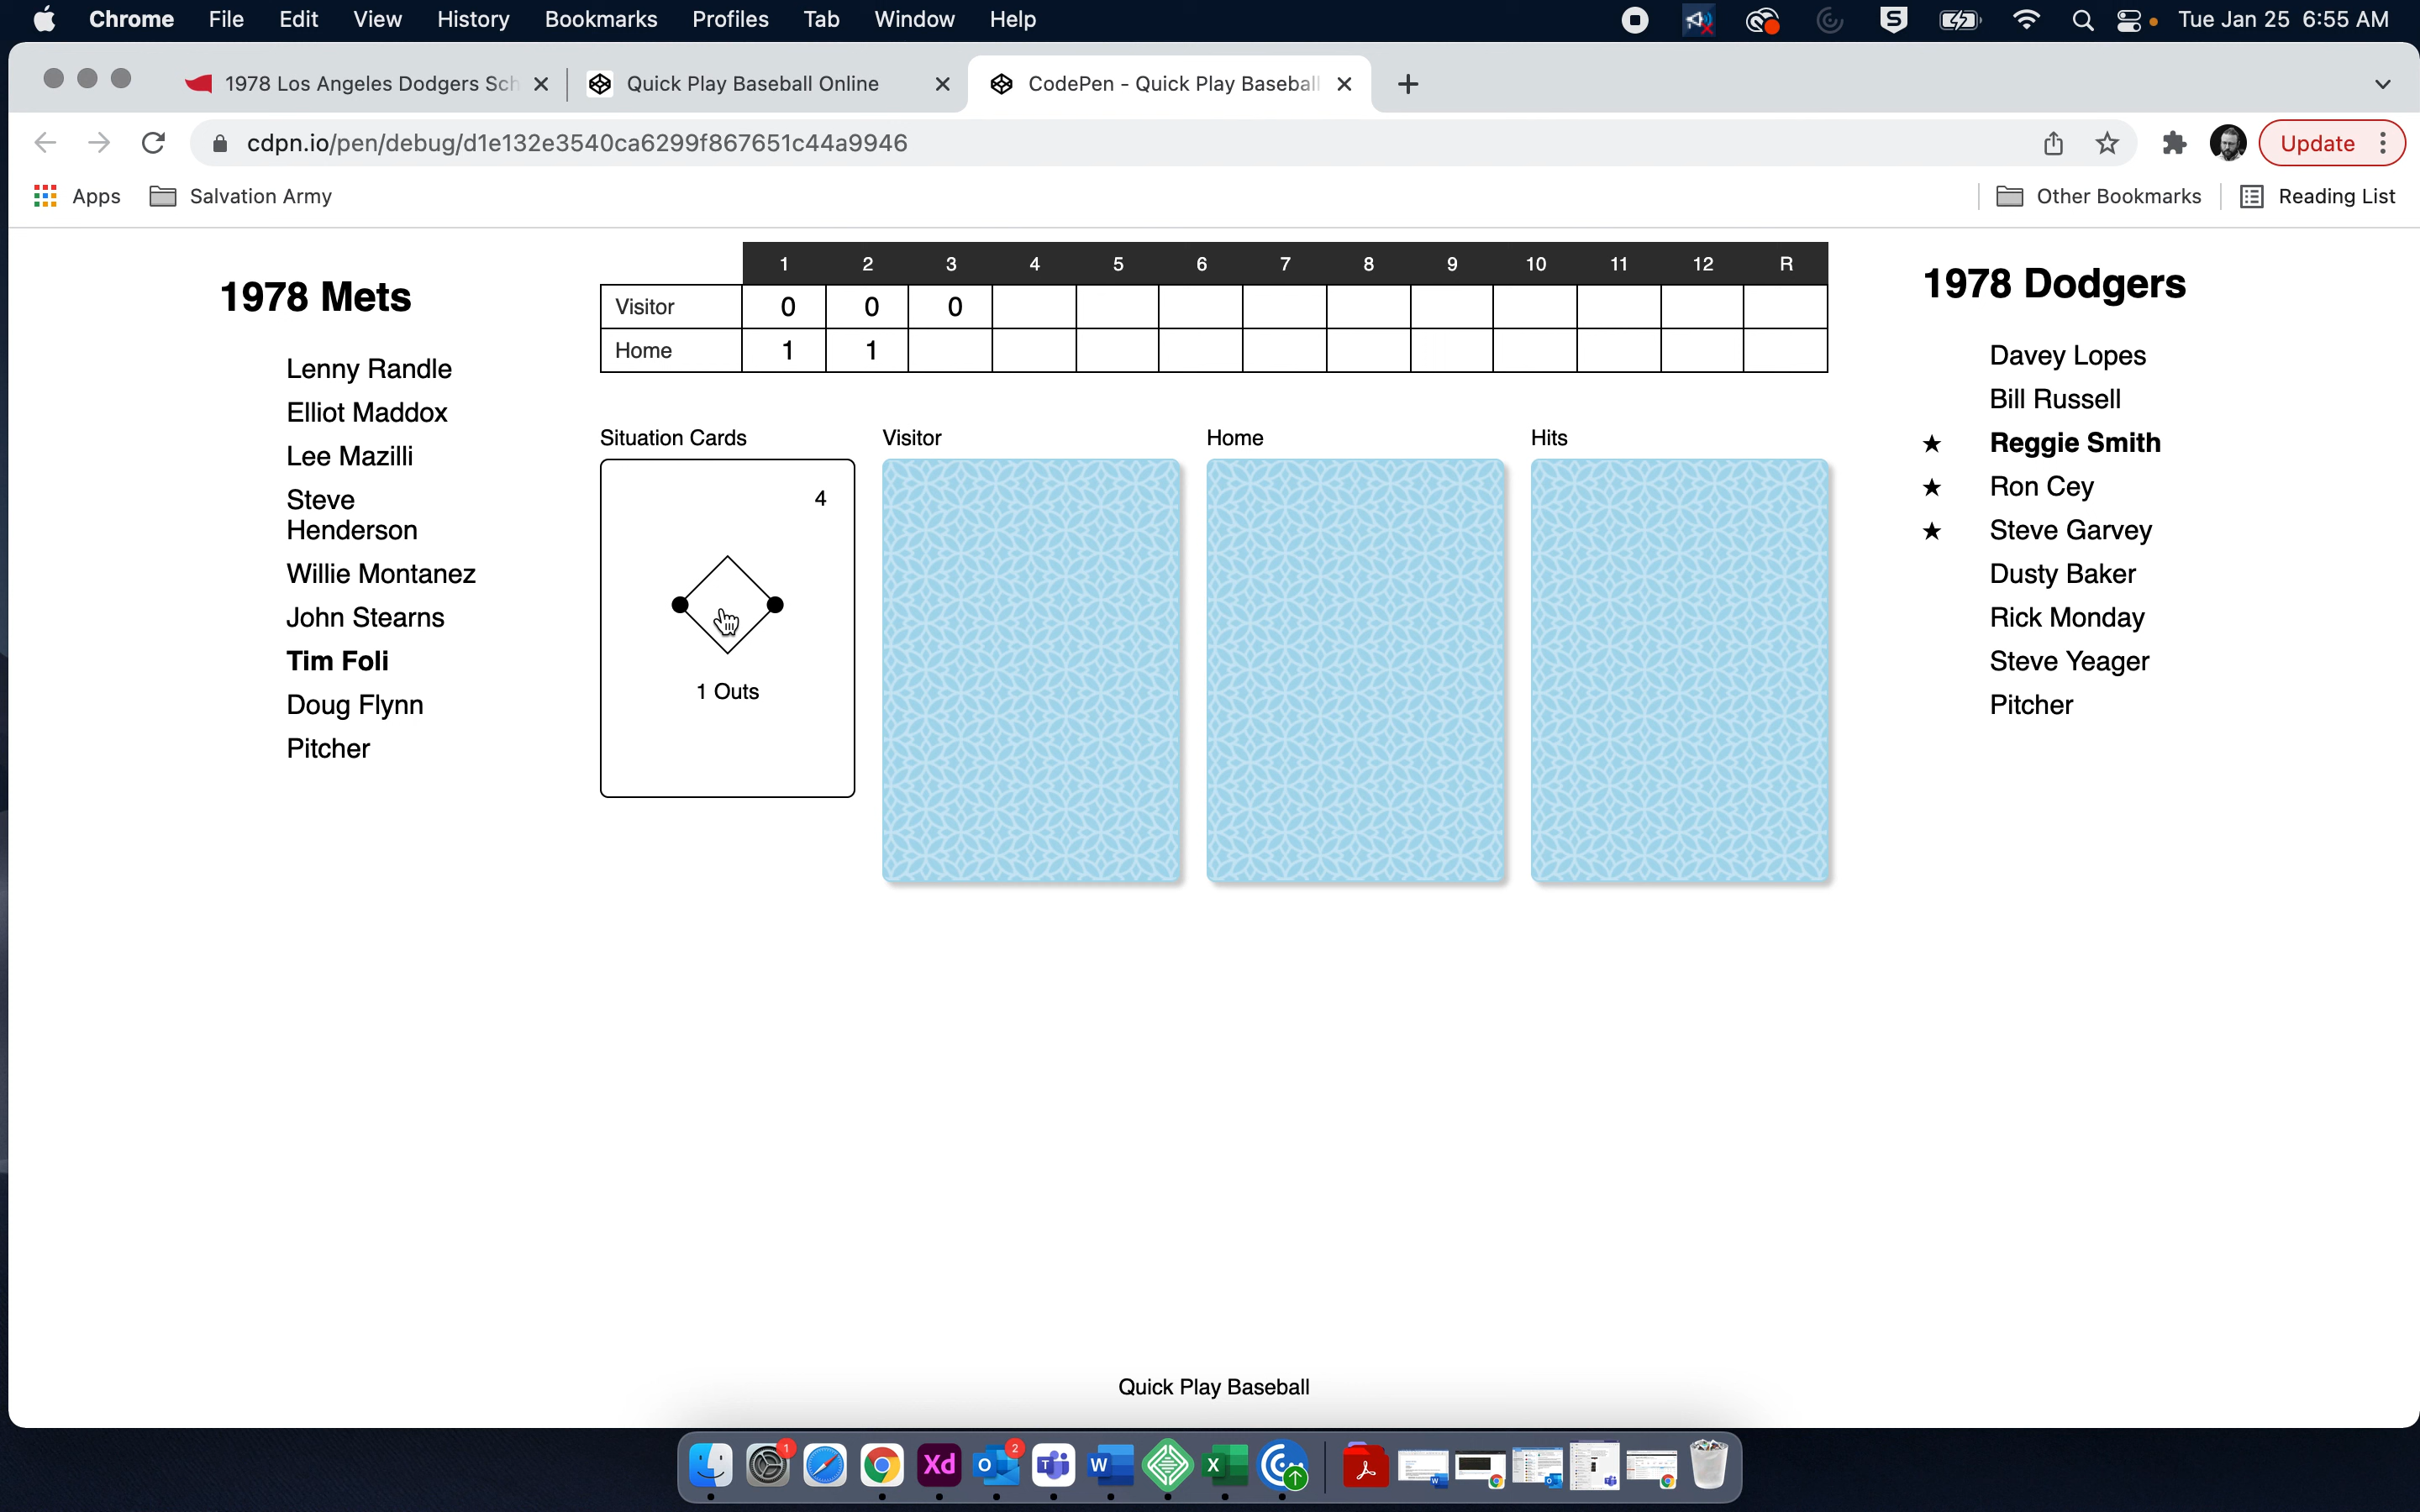 Chrome File Edit View History Bookmarks Profiles Tab Window Help Tue Jan 25 6:55 AM
1978 Los Angeles Dodgers Sch Quick Play Baseball Online CodePen - Quick Play Baseball
cdpn.io/pen/debug/d1e132e3540ca6299f867651c44a9946 Update
Apps Salvation Army Other Bookmarks Reading List
1978 Mets
Lenny Randle
Elliot Maddox
Lee Mazilli
Steve
Henderson
Willie Montanez
John Stearns
Tim Foli
Doug Flynn
Pitcher
1 2 3 4 5 6 7 8 9 10 11 12 R
Visitor 0 0 0
Home 1 1
Situation Cards Visitor Home Hits
4
1 Outs
1978 Dodgers
Davey Lopes
Bill Russell
★ Reggie Smith
★ Ron Cey
★ Steve Garvey
Dusty Baker
Rick Monday
Steve Yeager
Pitcher
Quick Play Baseball
1 Xd O 2 T W X